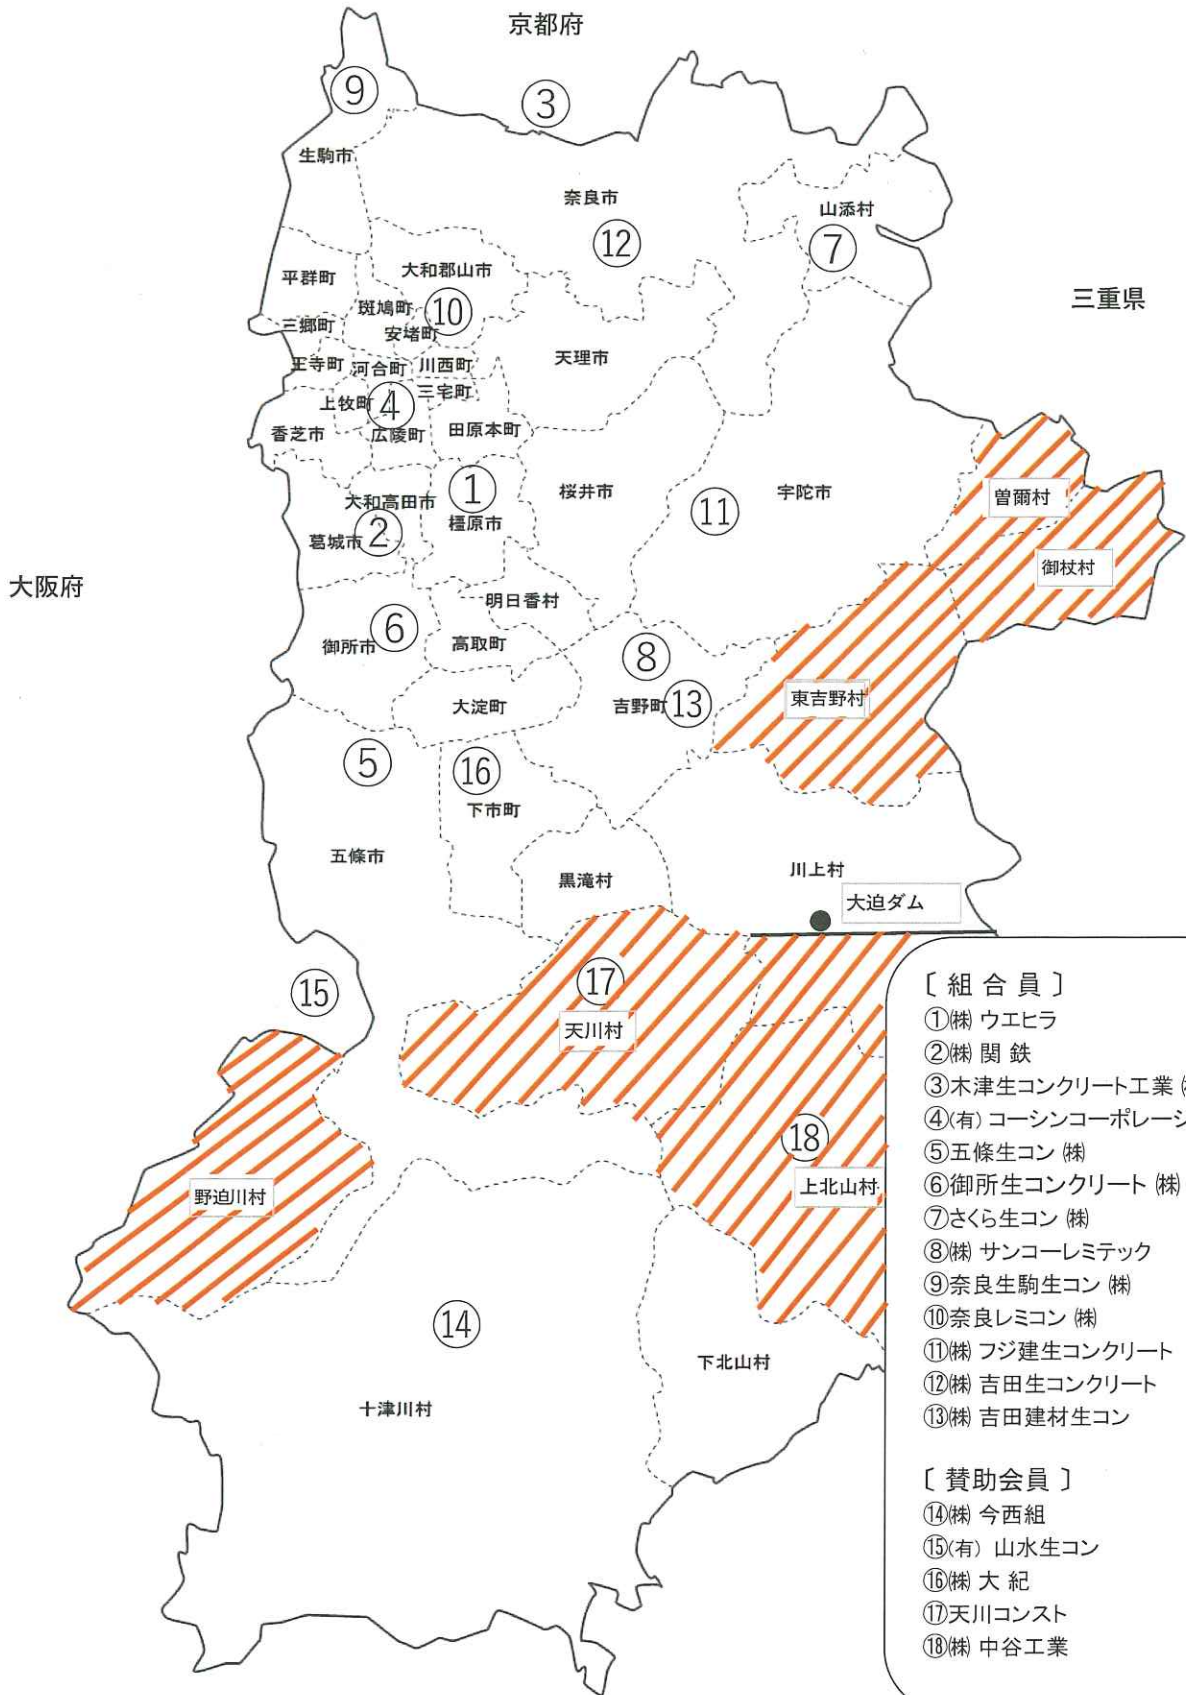 京都府
⑨
③
生駒市
奈良市
山添村
⑫
⑦
平群町
大和郡山市
三重県
斑鳩町
⑩
三郷町
安堵町
天理市
王寺町
河合町
川西町
三宅町
上牧町
④
香芝市
広陵町
田原本町
①
桜井市
宇陀市
曽爾村
大和高田市
⑪
橿原市
葛城市
②
御杖村
大阪府
明日香村
御所市
⑥
高取町
⑧
大淀町
吉野町
⑬
東吉野村
⑤
⑯
下市町
五條市
黒滝村
川上村
大迫ダム
⑮
⑰
天川村
⑱
野迫川村
上北山村
⑭
下北山村
十津川村
〔 組 合 員 〕
①㈱ ウエヒラ
②㈱ 関 鉄
③木津生コンクリート工業
④㈲ コーシンコーポレーシ
⑤五條生コン ㈱
⑥御所生コンクリート ㈱
⑦さくら生コン ㈱
⑧㈱ サンコーレミテック
⑨奈良生駒生コン ㈱
⑩奈良レミコン ㈱
⑪㈱ フジ建生コンクリート
⑫㈱ 吉田生コンクリート
⑬㈱ 吉田建材生コン
〔 賛助会員 〕
⑭㈱ 今西組
⑮(有) 山水生コン
⑯㈱ 大 紀
⑰天川コンスト
⑱㈱ 中谷工業